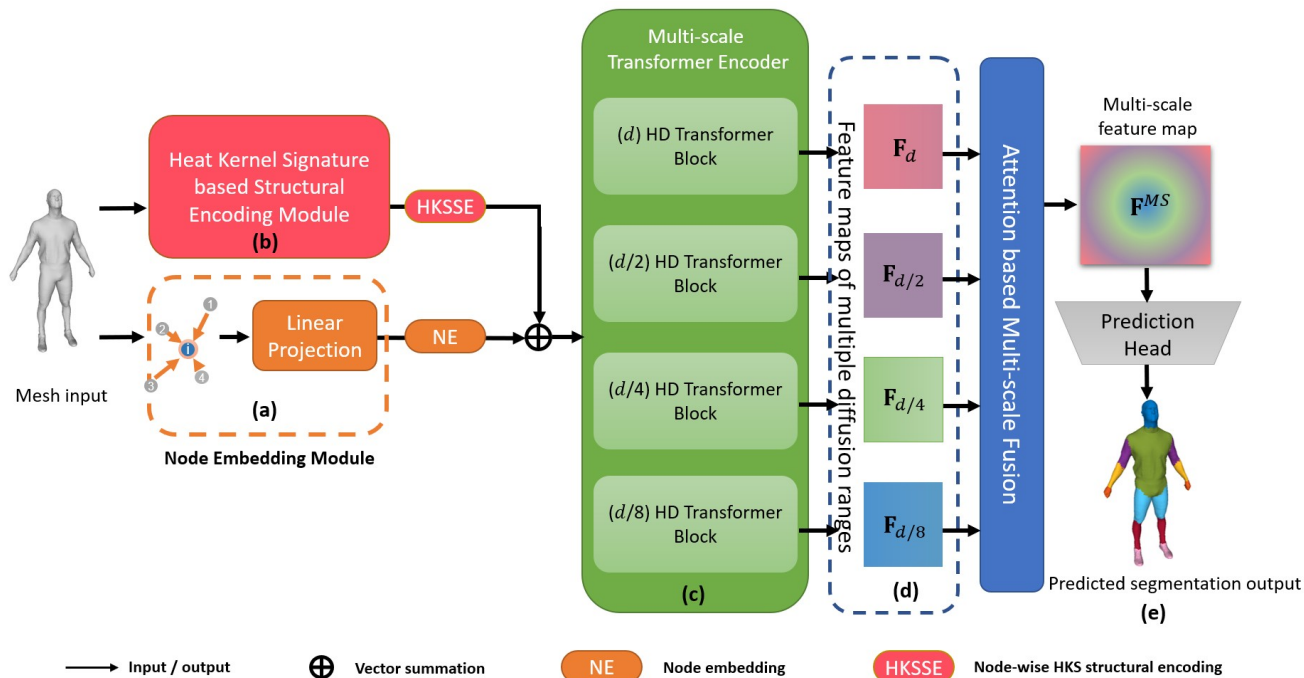 Mesh input
Heat Kernel Signature
based Structural
Encoding Module
(b)
HKSSE
1
2
i
3
4
Linear
Projection
(a)
NE
Node Embedding Module
Multi-scale
Transformer Encoder
(d) HD Transformer
Block
(d/2) HD Transformer
Block
(d/4) HD Transformer
Block
(d/8) HD Transformer
Block
(c)
Feature maps of multiple diffusion ranges
F_d
F_{d/2}
F_{d/4}
F_{d/8}
(d)
Attention based Multi-scale Fusion
Multi-scale
feature map
F^{MS}
Prediction
Head
Predicted segmentation output
(e)
Input / output
Vector summation
NE
Node embedding
HKSSE
Node-wise HKS structural encoding